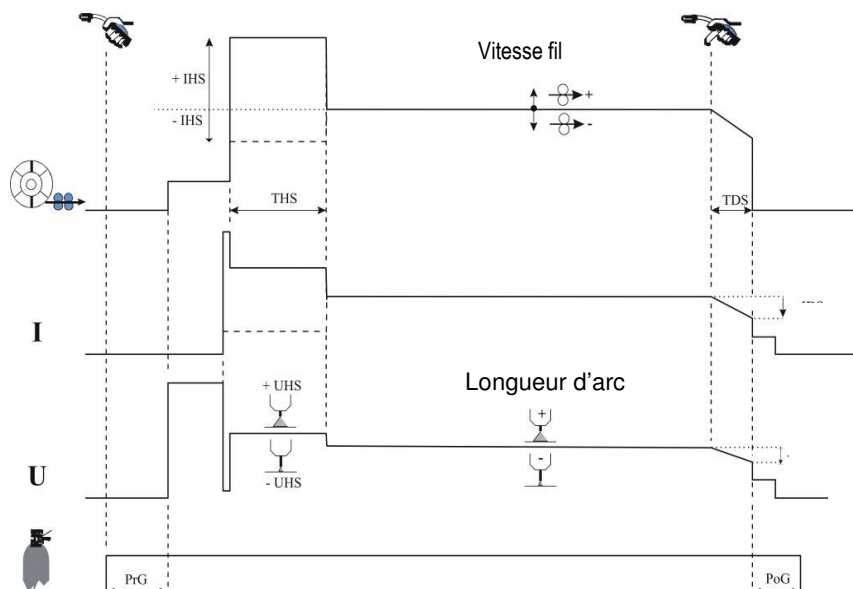 Vitesse fil
+ IHS
- IHS
+
-
THS
TDS
I
+ UHS
Longueur d'arc
+
-
U
- UHS
PrG
PoG